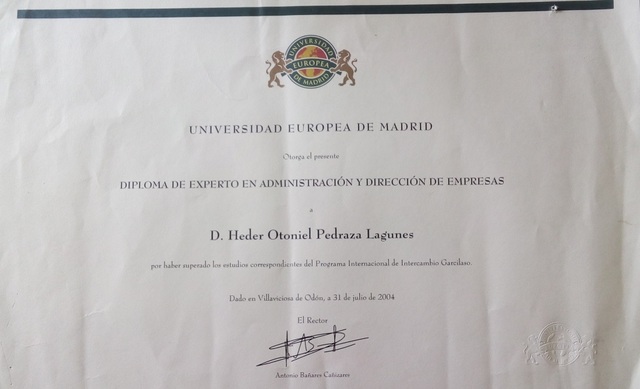 UNIVERSIDAD
EUROPEA
DE MADRID
UNIVERSIDAD EUROPEA DE MADRID
Otorga el presente
DIPLOMA DE EXPERTO EN ADMINISTRACIÓN Y DIRECCIÓN DE EMPRESAS
a
D. Heder Otoniel Pedraza Lagunes
por haber superado los estudios correspondientes del Programa Internacional de Intercambio Garcilaso.
Dado en Villaviciosa de Odón, a 31 de julio de 2004
El Rector
Antonio Bañares Cañizares